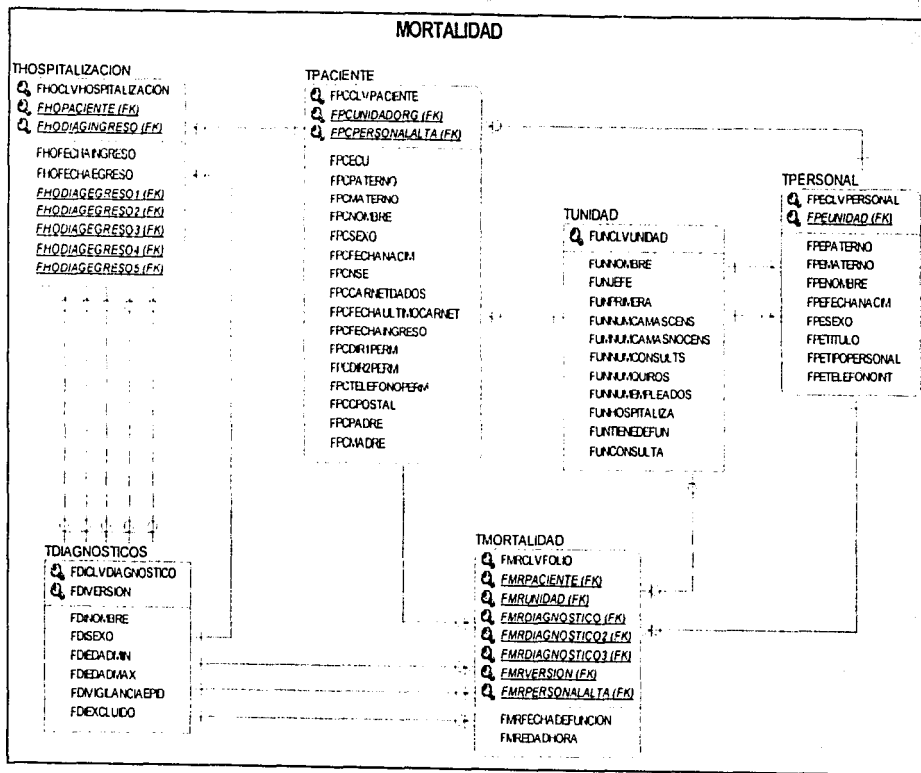 MORTALIDAD
THOSPITALIZACION
FHOCLVHOSPITALIZACIÓN
FHOPACIENTE (FK)
FHODIAGINGRESO (FK)
FHOFECHAINGRESO
FHOFECHAEGRESO
FHODIAGEGRESO1 (FK)
FHODIAGEGRESO2 (FK)
FHODIAGEGRESO3 (FK)
FHODIAGEGRESO4 (FK)
FHODIAGEGRESO5 (FK)
TPACIENTE
FPCCLVPACIENTE
FPCUNIDADORG (FK)
FPCPERSONALALTA (FK)
FPCECU
FPCPATERNO
FPCMATERNO
FPCNOMBRE
FPCSEXO
FPCFECHANACIM
FPCNSE
FPCCARNETDADOS
FPCFECHAULTIMOCARNET
FPCFECHAINGRESO
FPCDIR1PERM
FPCDIR2PERM
FPCTELEFONOPERM
FPCCPOSTAL
FPCPADRE
FPCMADRE
TUNIDAD
FUNCLVUNIDAD
FUNNOMBRE
FUNJEFE
FUNPRIMERA
FUNNUMCAMASCENS
FUNNUMCAMASNOCENS
FUNNUMCONSULTS
FUNNUMQUIROS
FUNNUMEMPLEADOS
FUNHOSPITALIZA
FUNTIENEDEFUN
FUNCONSULTA
TPERSONAL
FPECLVPERSONAL
FPEUNIDAD (FK)
FPEPATERNO
FPEMATERNO
FPENOMBRE
FPEFECHANACIM
FPESEXO
FPETITULO
FPETIPOPERSONAL
FPETELEFONOINT
TDIAGNOSTICOS
FDICLVDIAGNOSTICO
FDIVERSION
FDINOMBRE
FDISEXO
FDIEDADMIN
FDIEDADMAX
FDIVIGILANCIAEPID
FDIEXCLUIDO
TMORTALIDAD
FMRCLVFOLIO
FMRPACIENTE (FK)
FMRUNIDAD (FK)
FMRDIAGNOSTICO (FK)
FMRDIAGNOSTICO2 (FK)
FMRDIAGNOSTICO3 (FK)
FMRVERSION (FK)
FMRPERSONALALTA (FK)
FMRFECHADEFUNCION
FMREDADHORA